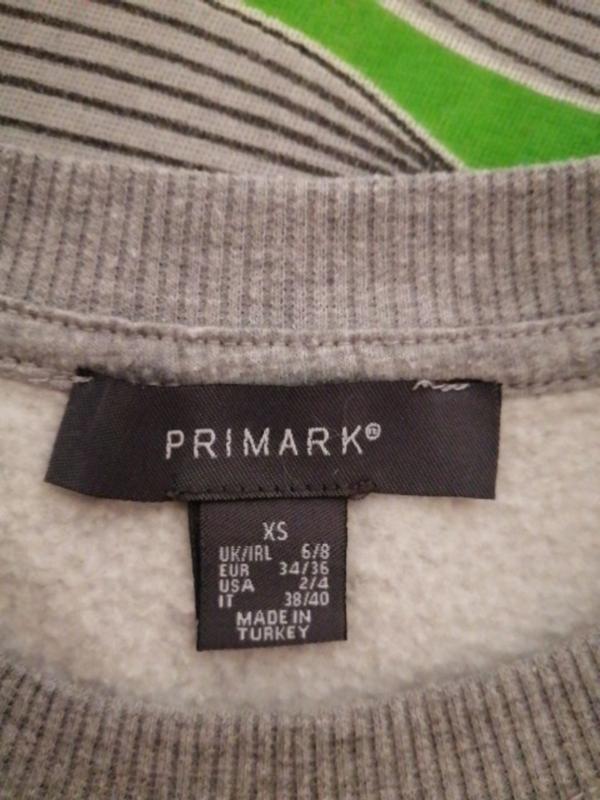 PRIMARK®
XS
UK/IRL 6/8
EUR 34/36
USA 2/4
IT 38/40
MADE IN
TURKEY